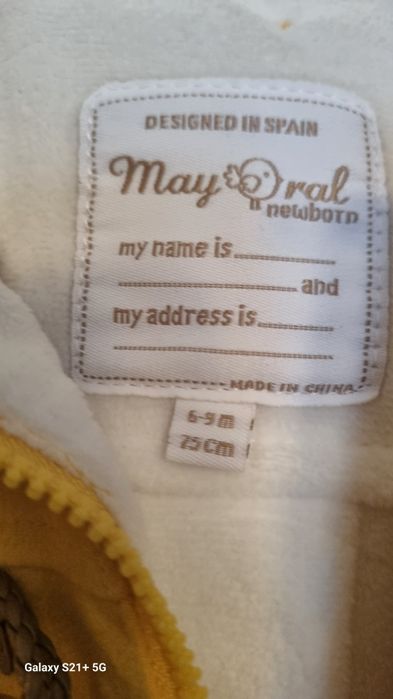 DESIGNED IN SPAIN
Mayoral
newborn
my name is
and
my address is
MADE IN CHINA
6-9 m
75 cm
Galaxy S21+ 5G